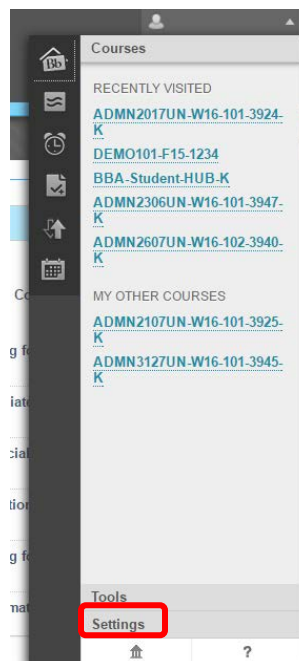 Courses
Bb
RECENTLY VISITED
ADMN2017UN-W16-101-3924-
K
DEMO101-F15-1234
BBA-Student-HUB-K
ADMN2306UN-W16-101-3947-
K
ADMN2607UN-W16-102-3940-
K
MY OTHER COURSES
ADMN2107UN-W16-101-3925-
K
ADMN3127UN-W16-101-3945-
K
Tools
Settings
?